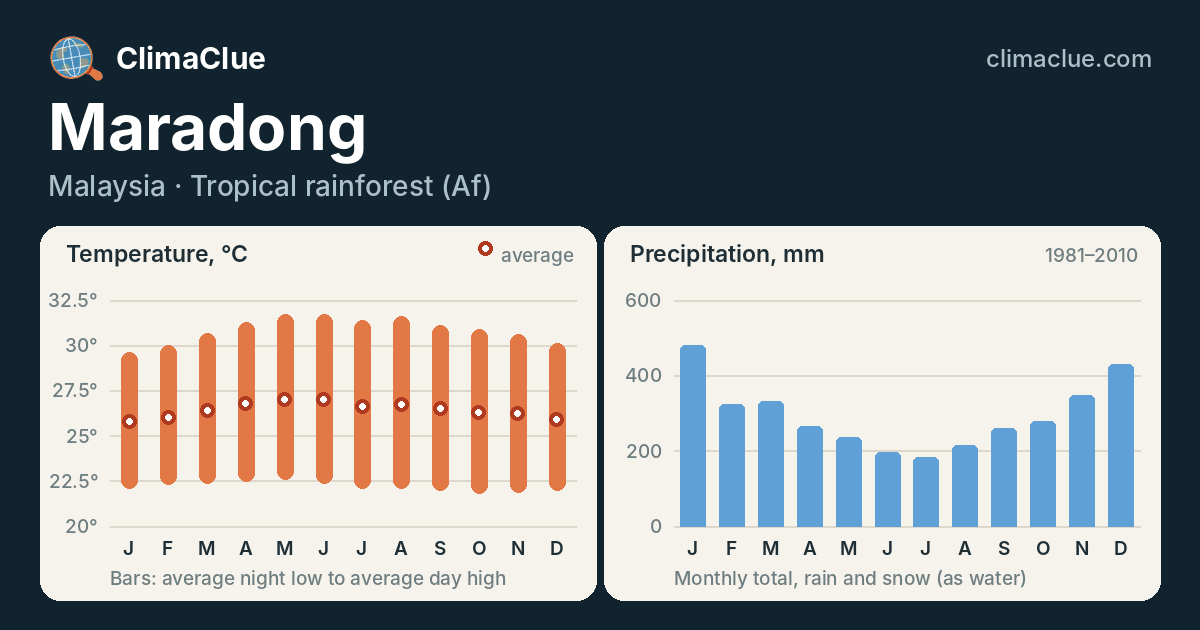 ClimaClue
climaclue.com
Maradong
Malaysia · Tropical rainforest (Af)
Temperature, °C
average
32.5°
30°
27.5°
25°
22.5°
20°
J F M A M J J A S O N D
Bars: average night low to average day high
Precipitation, mm
1981–2010
600
400
200
0
J F M A M J J A S O N D
Monthly total, rain and snow (as water)